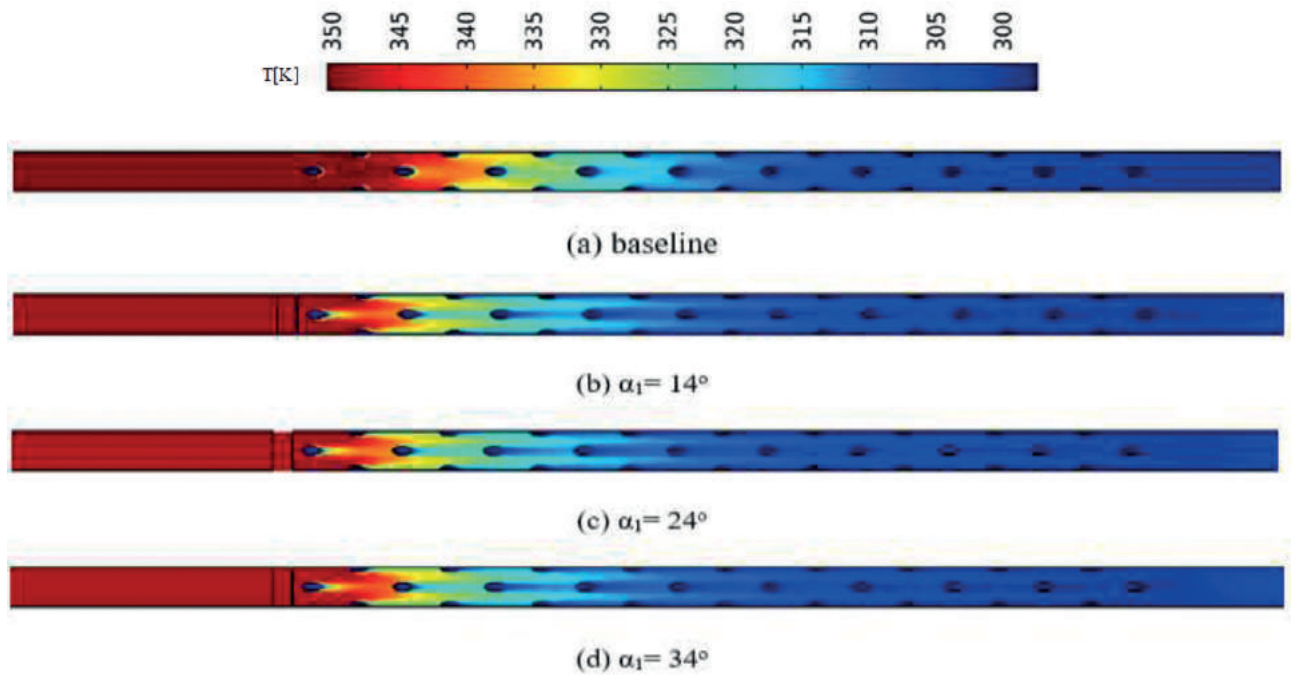 350 345 340 335 330 325 320 315 310 305 300
T[K]
(a) baseline
(b) α₁= 14°
(c) α₁= 24°
(d) α₁= 34°